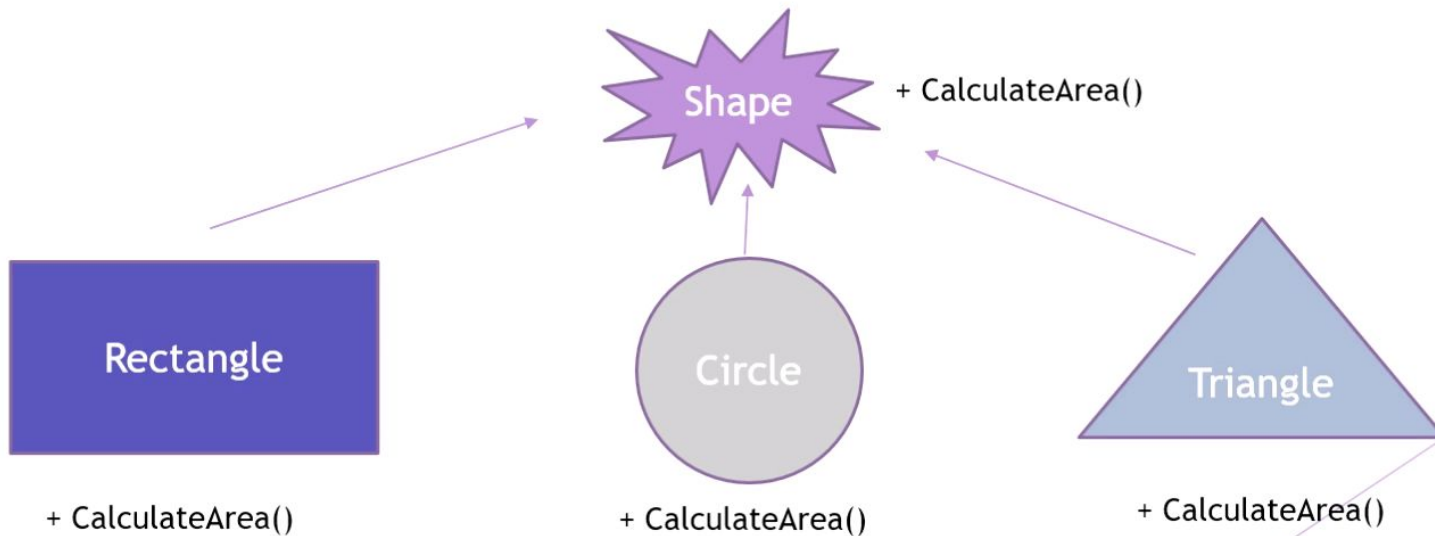 Shape
+ CalculateArea()
Rectangle
Circle
Triangle
+ CalculateArea()
+ CalculateArea()
+ CalculateArea()